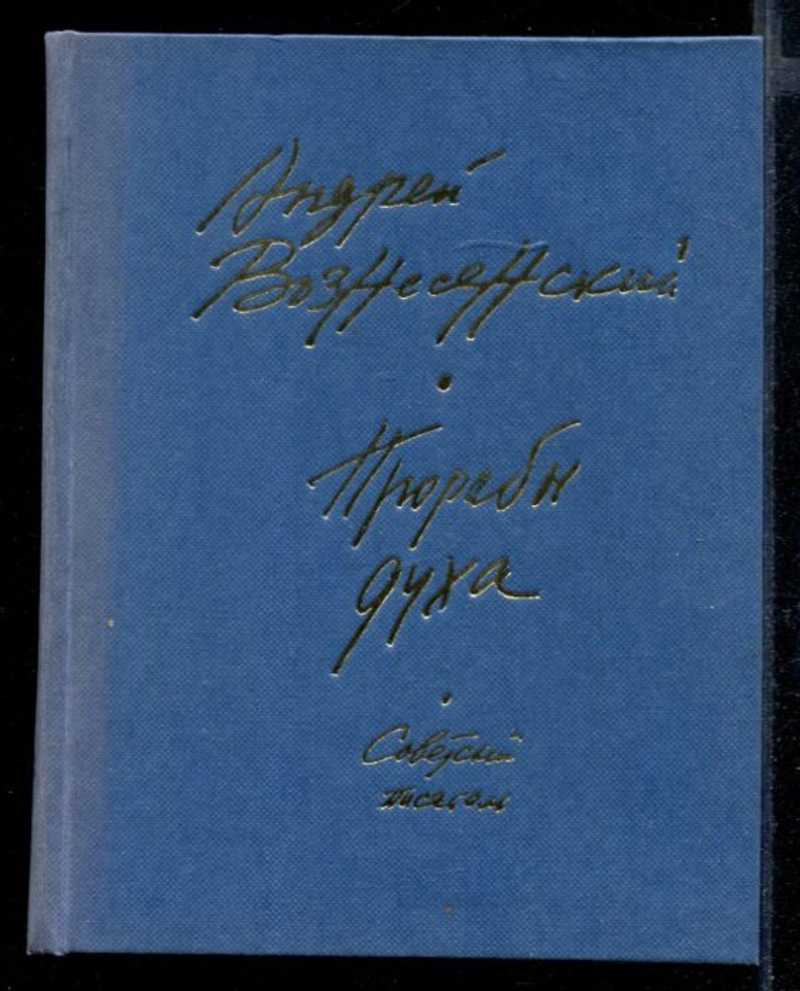 Андрей
Вознесенский
Прорабы
духа
Советский
писатель